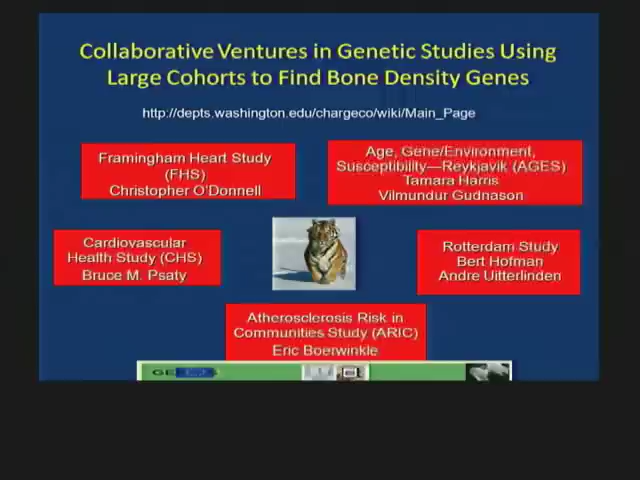 Collaborative Ventures in Genetic Studies Using
Large Cohorts to Find Bone Density Genes
http://depts.washington.edu/chargeco/wiki/Main_Page
Framingham Heart Study
(FHS)
Christopher O'Donnell
Age, Gene/Environment,
Susceptibility—Reykjavik (AGES)
Tamara Harris
Vilmundur Gudnason
Cardiovascular
Health Study (CHS)
Bruce M. Psaty
Rotterdam Study
Bert Hofman
Andre Uitterlinden
Atherosclerosis Risk in
Communities Study (ARIC)
Eric Boerwinkle